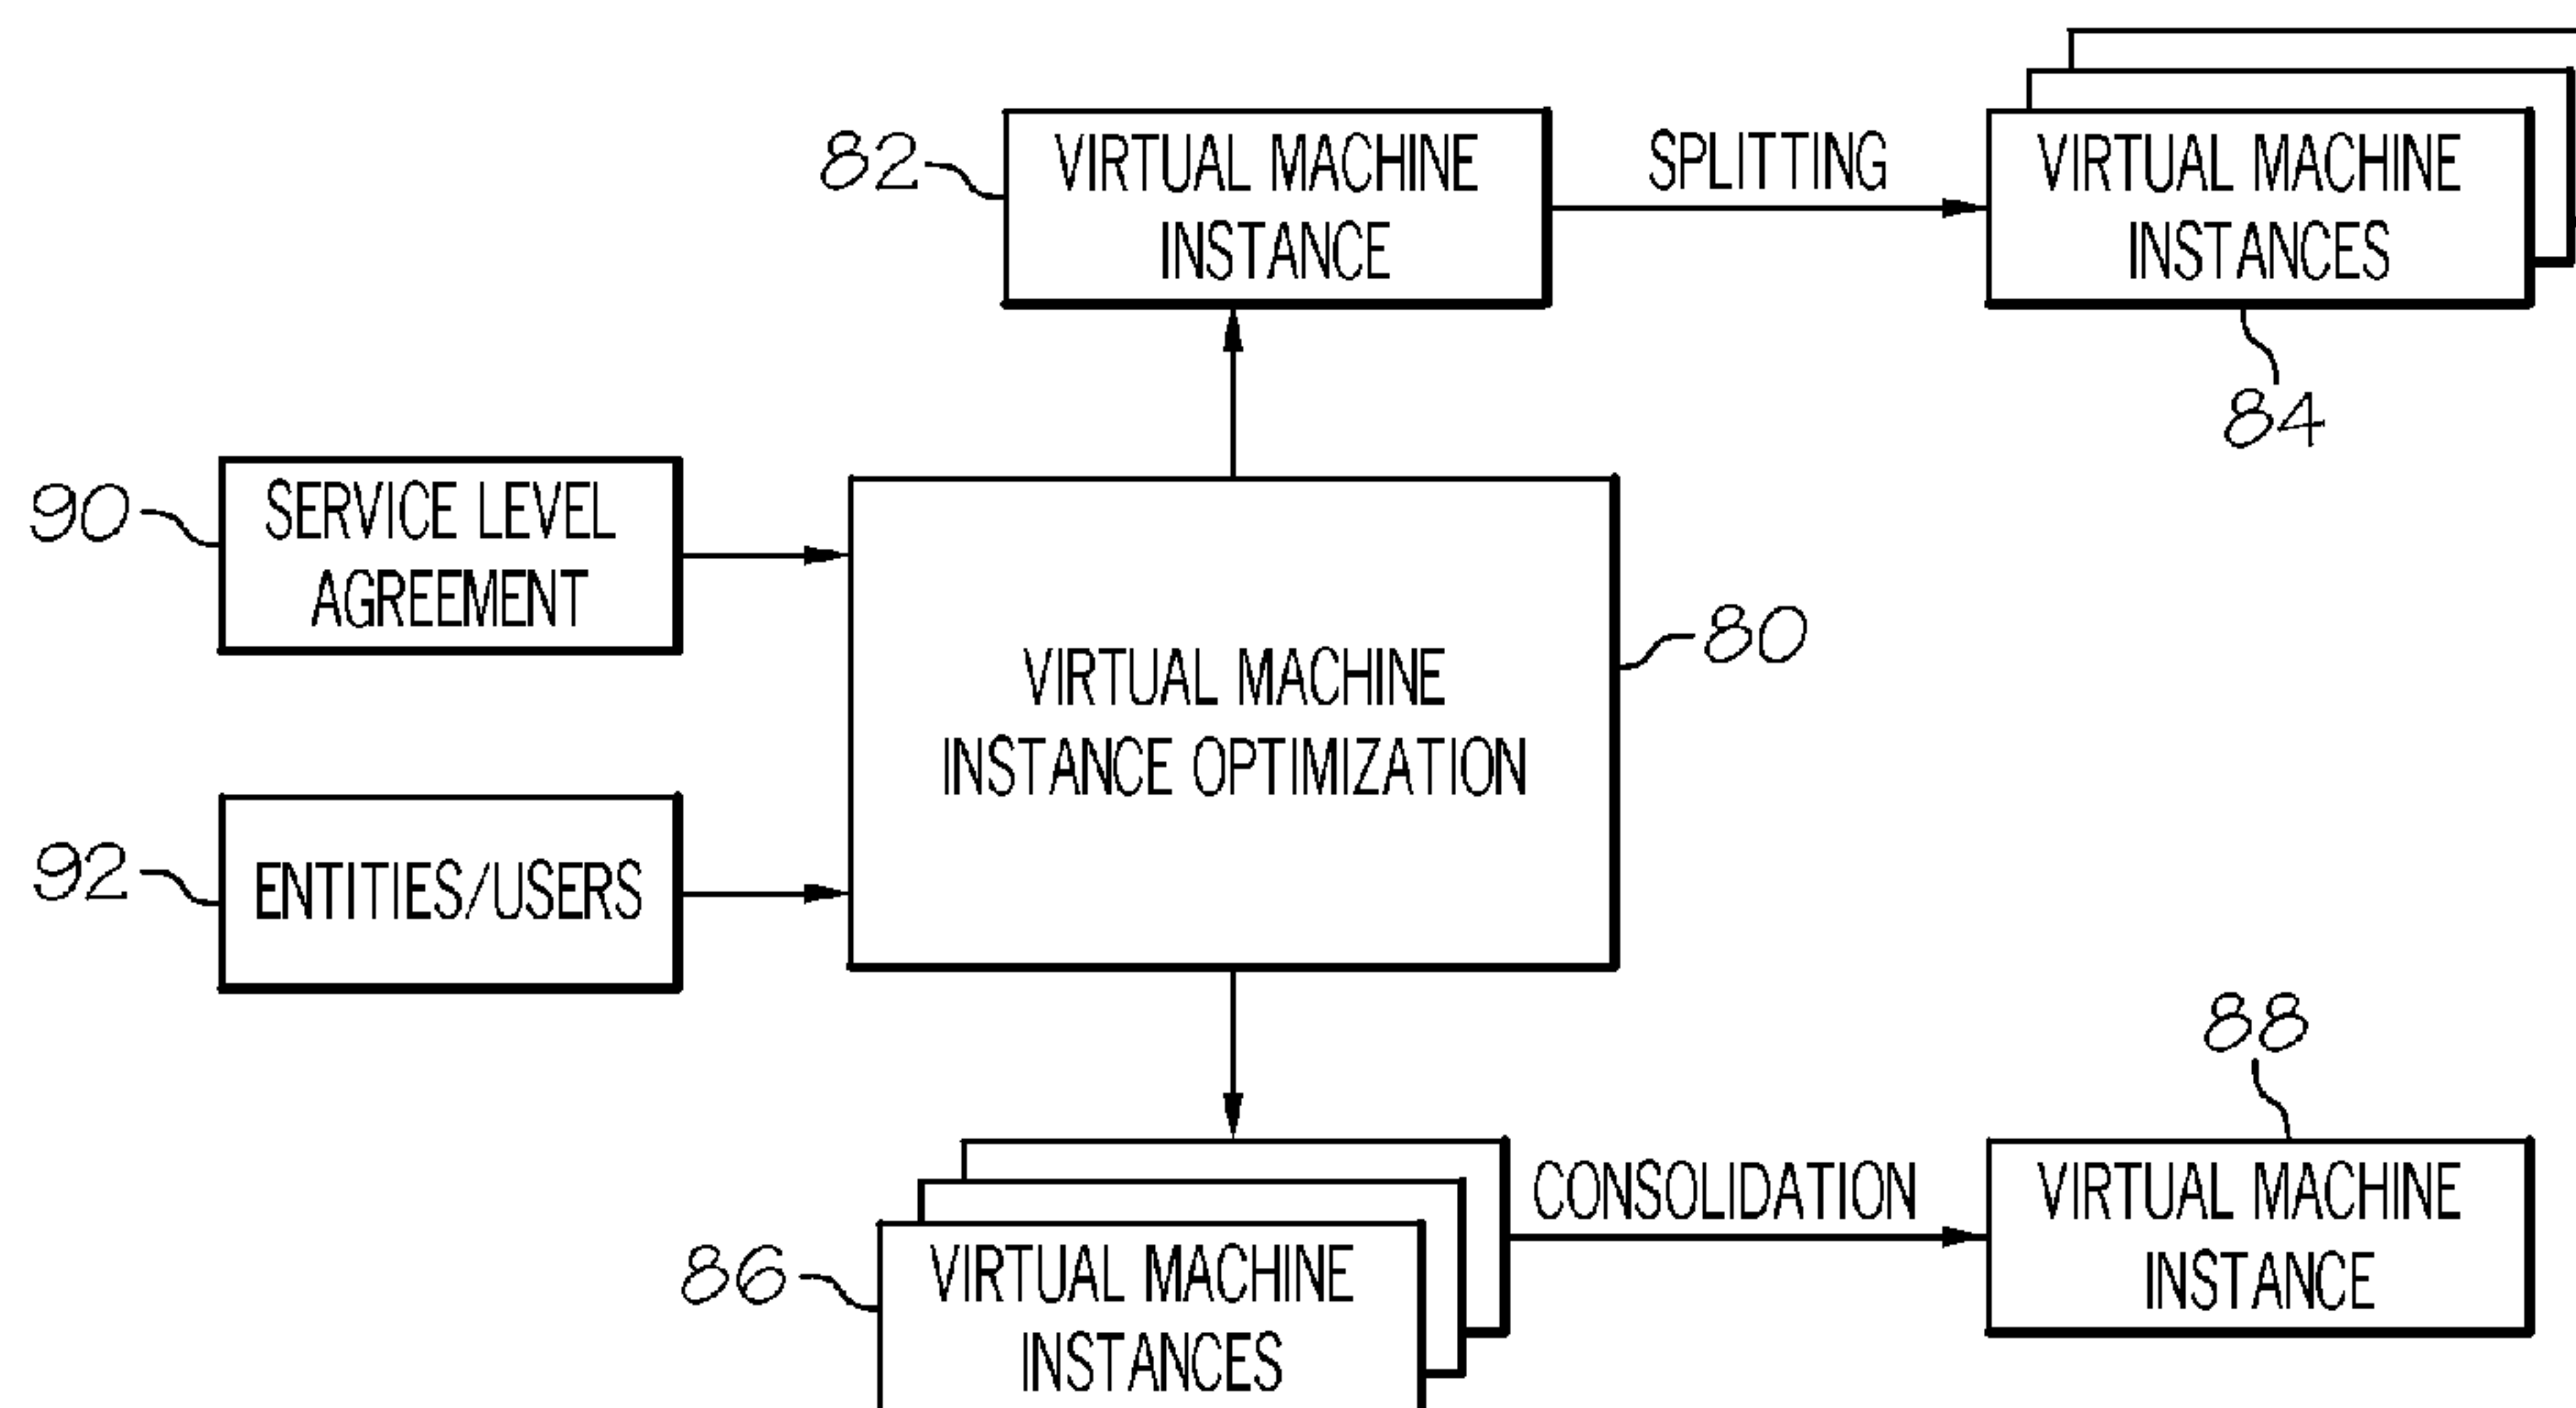 82
VIRTUAL MACHINE
INSTANCE
SPLITTING
VIRTUAL MACHINE
INSTANCES
84
90
SERVICE LEVEL
AGREEMENT
80
VIRTUAL MACHINE
INSTANCE OPTIMIZATION
92
ENTITIES/USERS
88
86
VIRTUAL MACHINE
INSTANCES
CONSOLIDATION
VIRTUAL MACHINE
INSTANCE